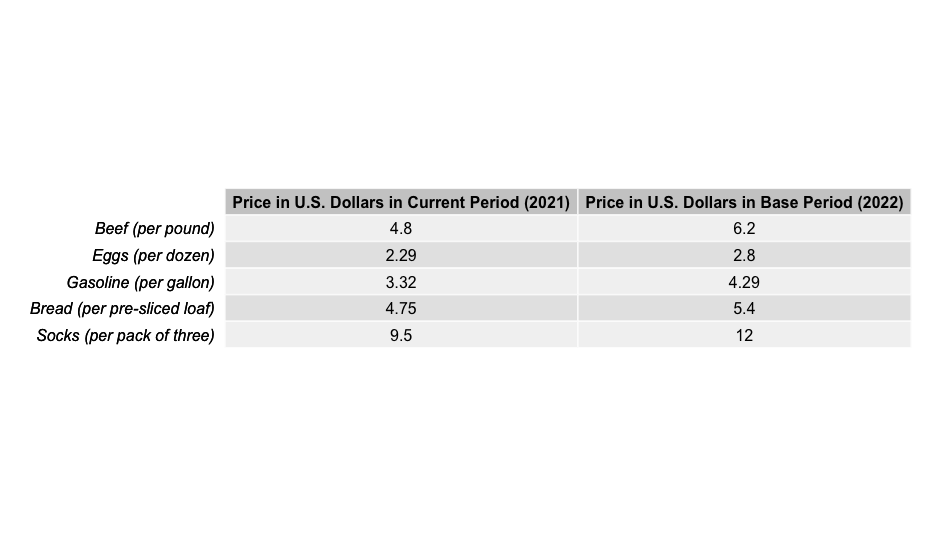 Price in U.S. Dollars in Current Period (2021) Price in U.S. Dollars in Base Period (2022)
Beef (per pound) 4.8 6.2
Eggs (per dozen) 2.29 2.8
Gasoline (per gallon) 3.32 4.29
Bread (per pre-sliced loaf) 4.75 5.4
Socks (per pack of three) 9.5 12